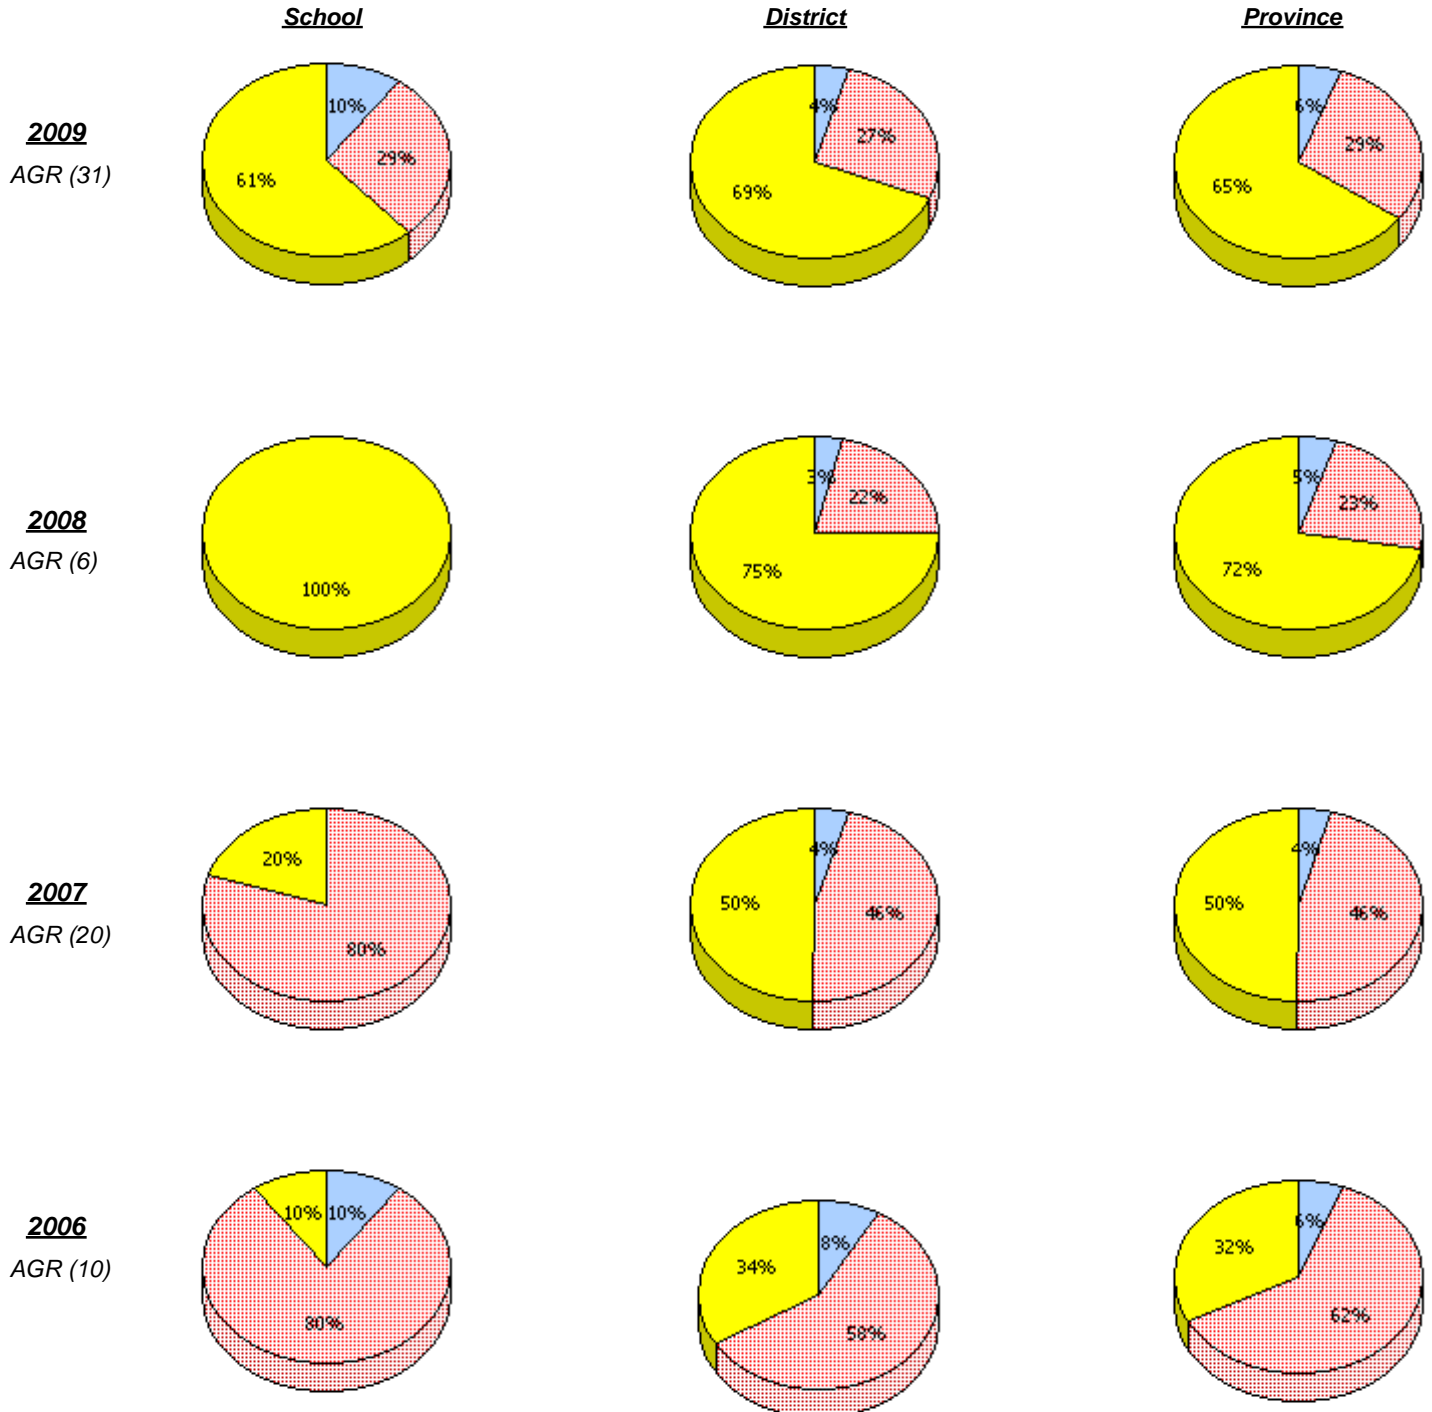 School District Province
2009
AGR (31)
10% 29% 61%
4% 27% 69%
6% 29% 65%
2008
AGR (6)
100%
3% 22% 75%
5% 23% 72%
2007
AGR (20)
20% 80%
4% 46% 50%
4% 46% 50%
2006
AGR (10)
10% 10% 80%
8% 34% 58%
6% 32% 62%